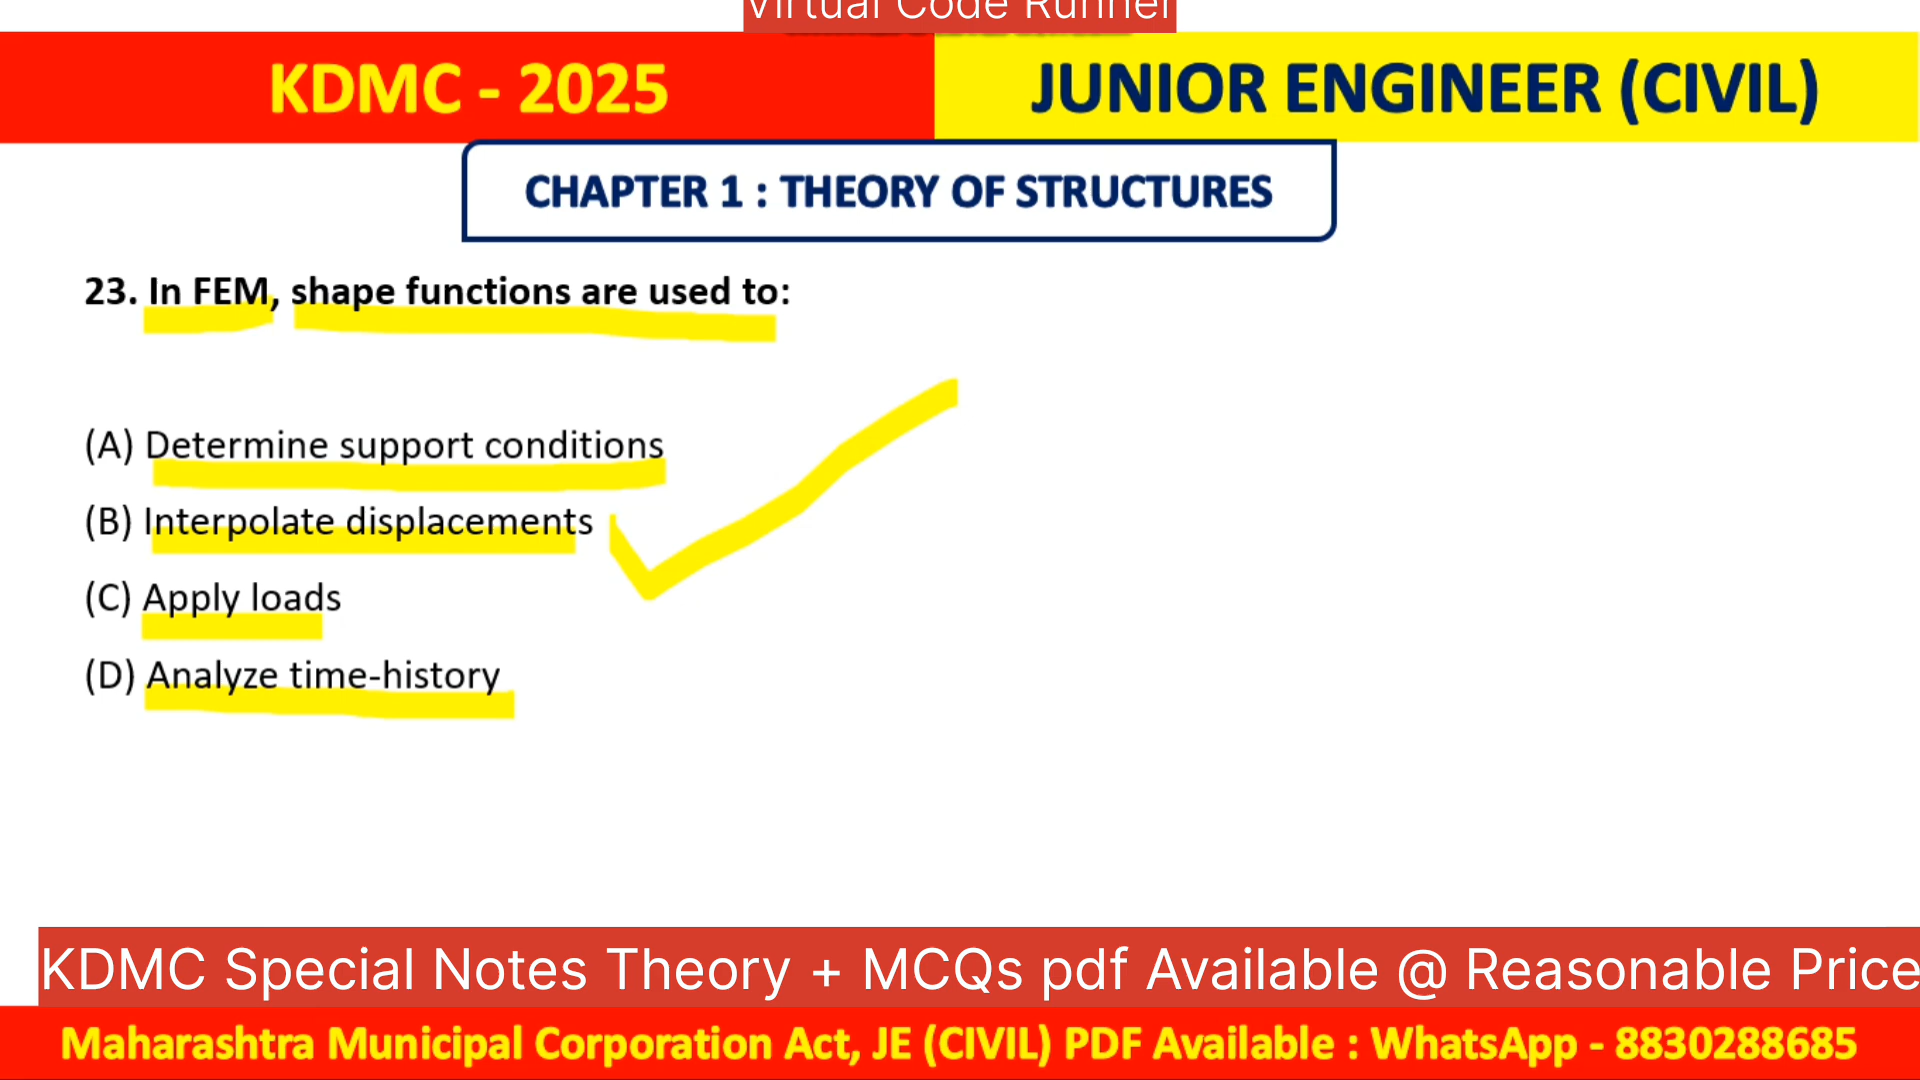 Virtual Code Runner
KDMC - 2025
JUNIOR ENGINEER (CIVIL)
CHAPTER 1 : THEORY OF STRUCTURES
23. In FEM, shape functions are used to:
(A) Determine support conditions
(B) Interpolate displacements
(C) Apply loads
(D) Analyze time-history
KDMC Special Notes Theory + MCQs pdf Available @ Reasonable Price
Maharashtra Municipal Corporation Act, JE (CIVIL) PDF Available : WhatsApp - 8830288685